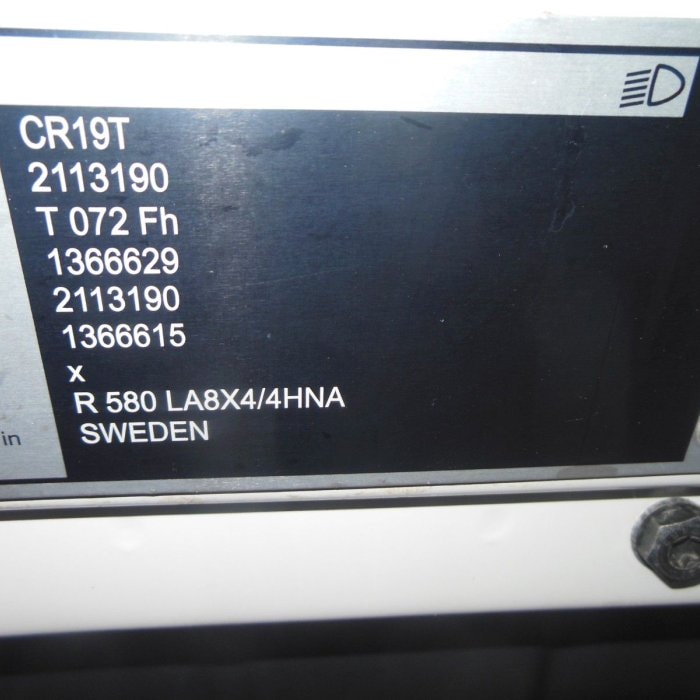 CR19T
2113190
T 072 Fh
1366629
2113190
1366615
x
R 580 LA8X4/4HNA
in
SWEDEN